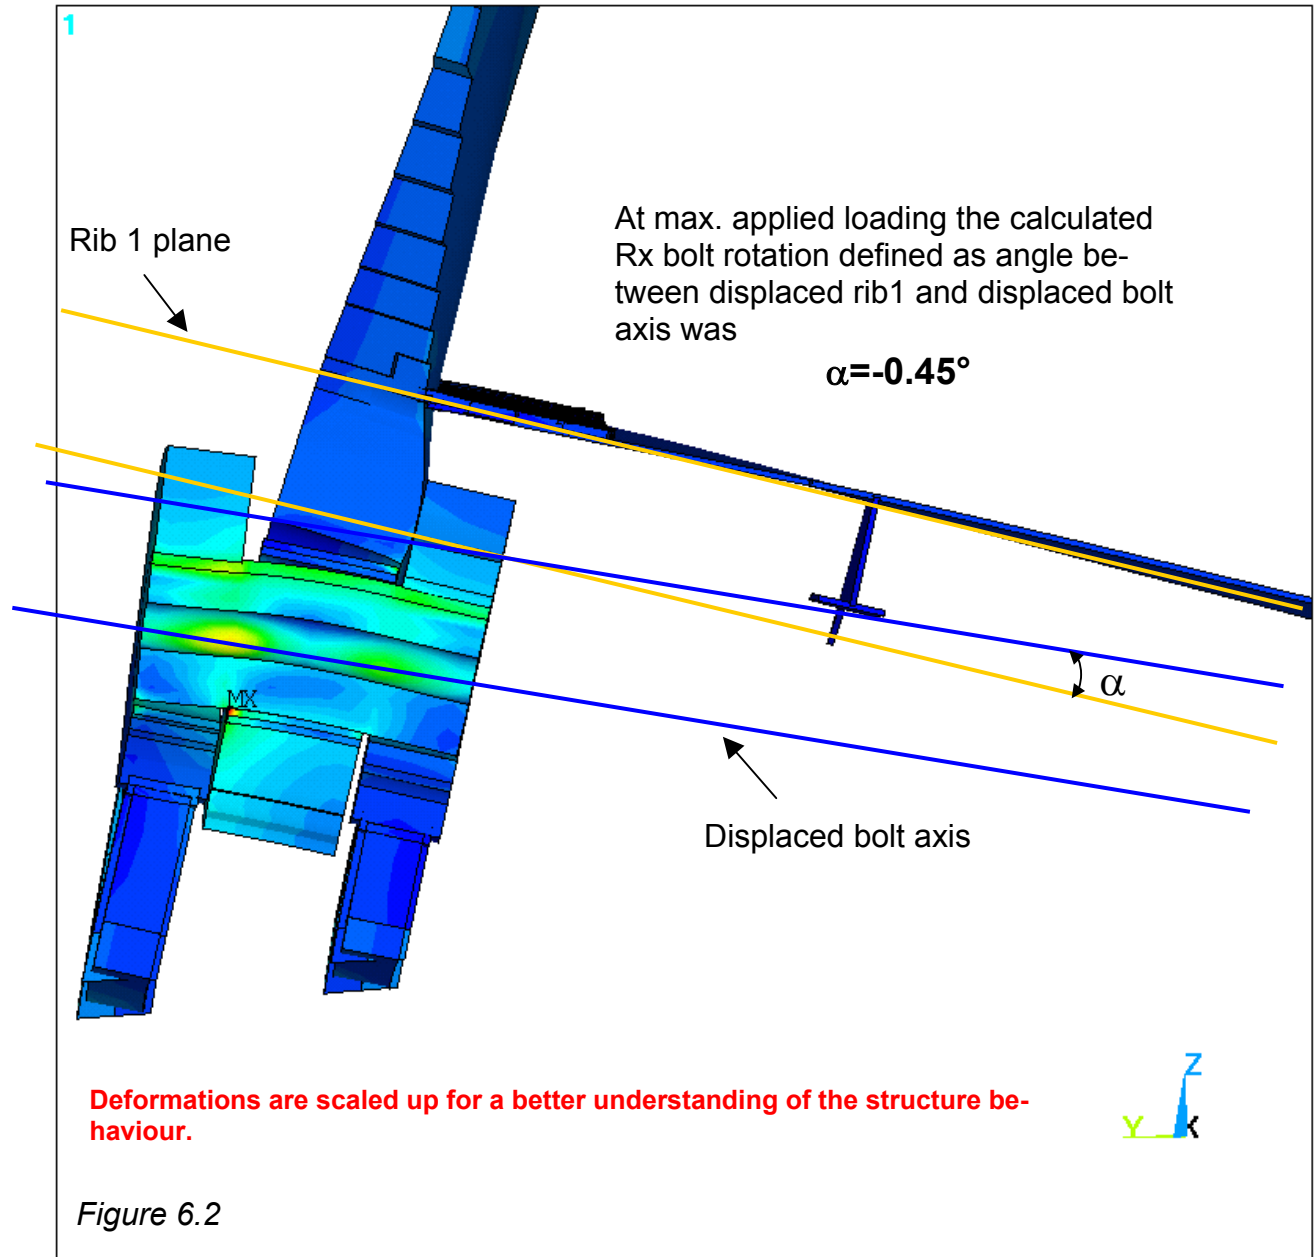 1
At max. applied loading the calculated
Rx bolt rotation defined as angle be-
tween displaced rib1 and displaced bolt
axis was
α=-0.45°
Rib 1 plane
α
MX
Displaced bolt axis
Deformations are scaled up for a better understanding of the structure be-
haviour.
Z
Y X
Figure 6.2